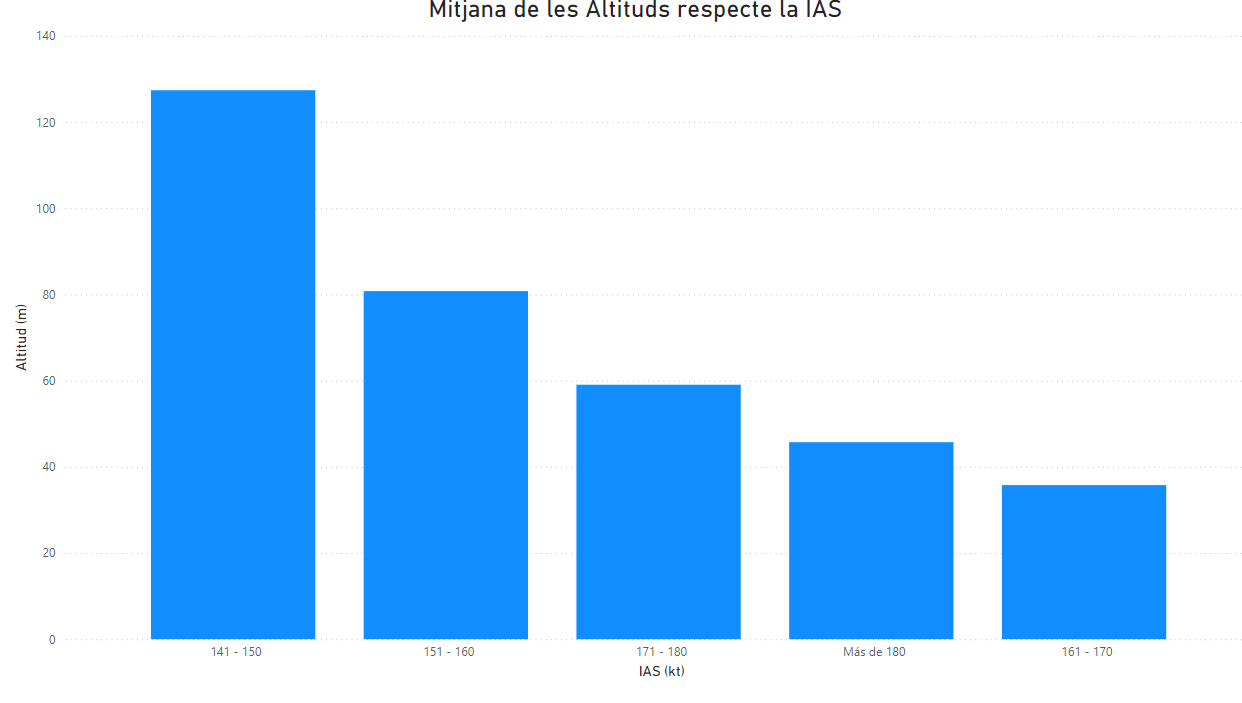 Mitjana de les Altituds respecte la IAS
140
120
100
80
60
40
20
0
Altitud (m)
141 - 150 151 - 160 171 - 180 Más de 180 161 - 170
IAS (kt)